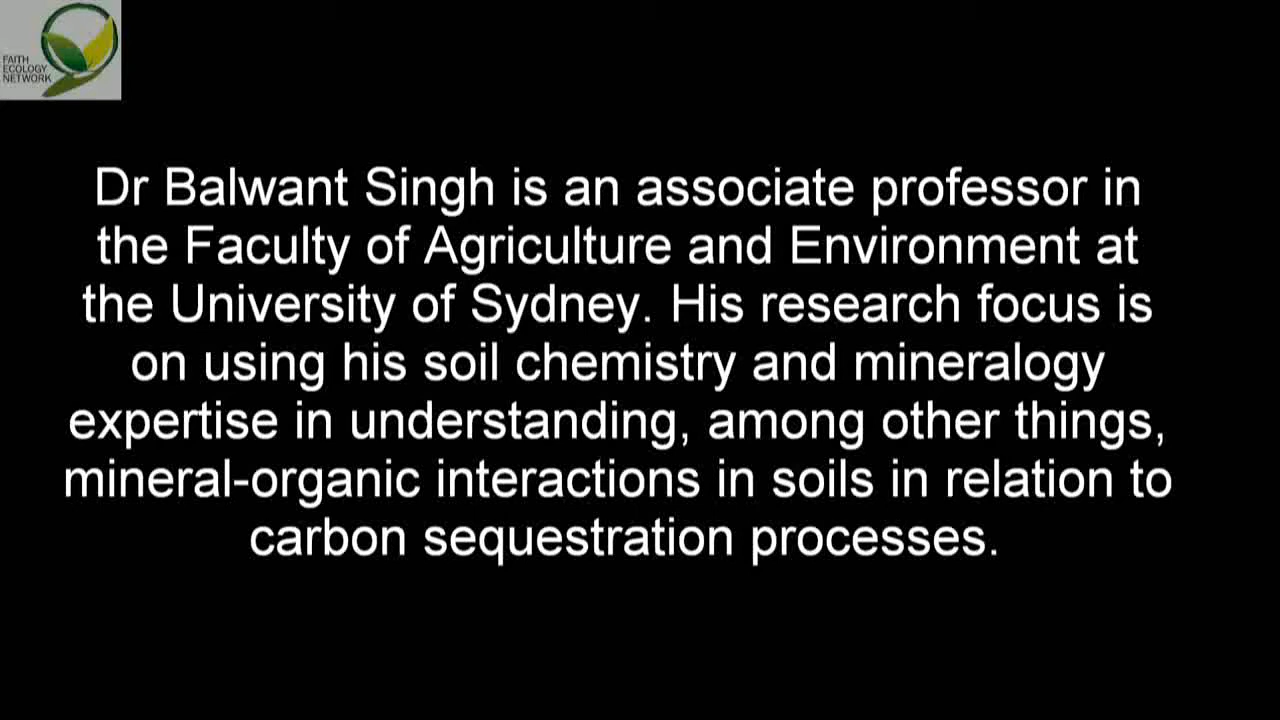 FAITH
ECOLOGY
NETWORK
Dr Balwant Singh is an associate professor in
the Faculty of Agriculture and Environment at
the University of Sydney. His research focus is
on using his soil chemistry and mineralogy
expertise in understanding, among other things,
mineral-organic interactions in soils in relation to
carbon sequestration processes.